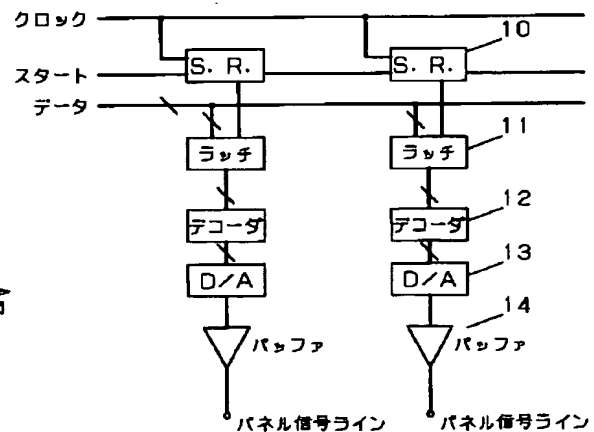 クロック
10
S. R.
S. R.
スタート
データ
11
ラッチ
ラッチ
12
デコーダ
デコーダ
13
D/A
D/A
14
バッファ
バッファ
パネル信号ライン
パネル信号ライン